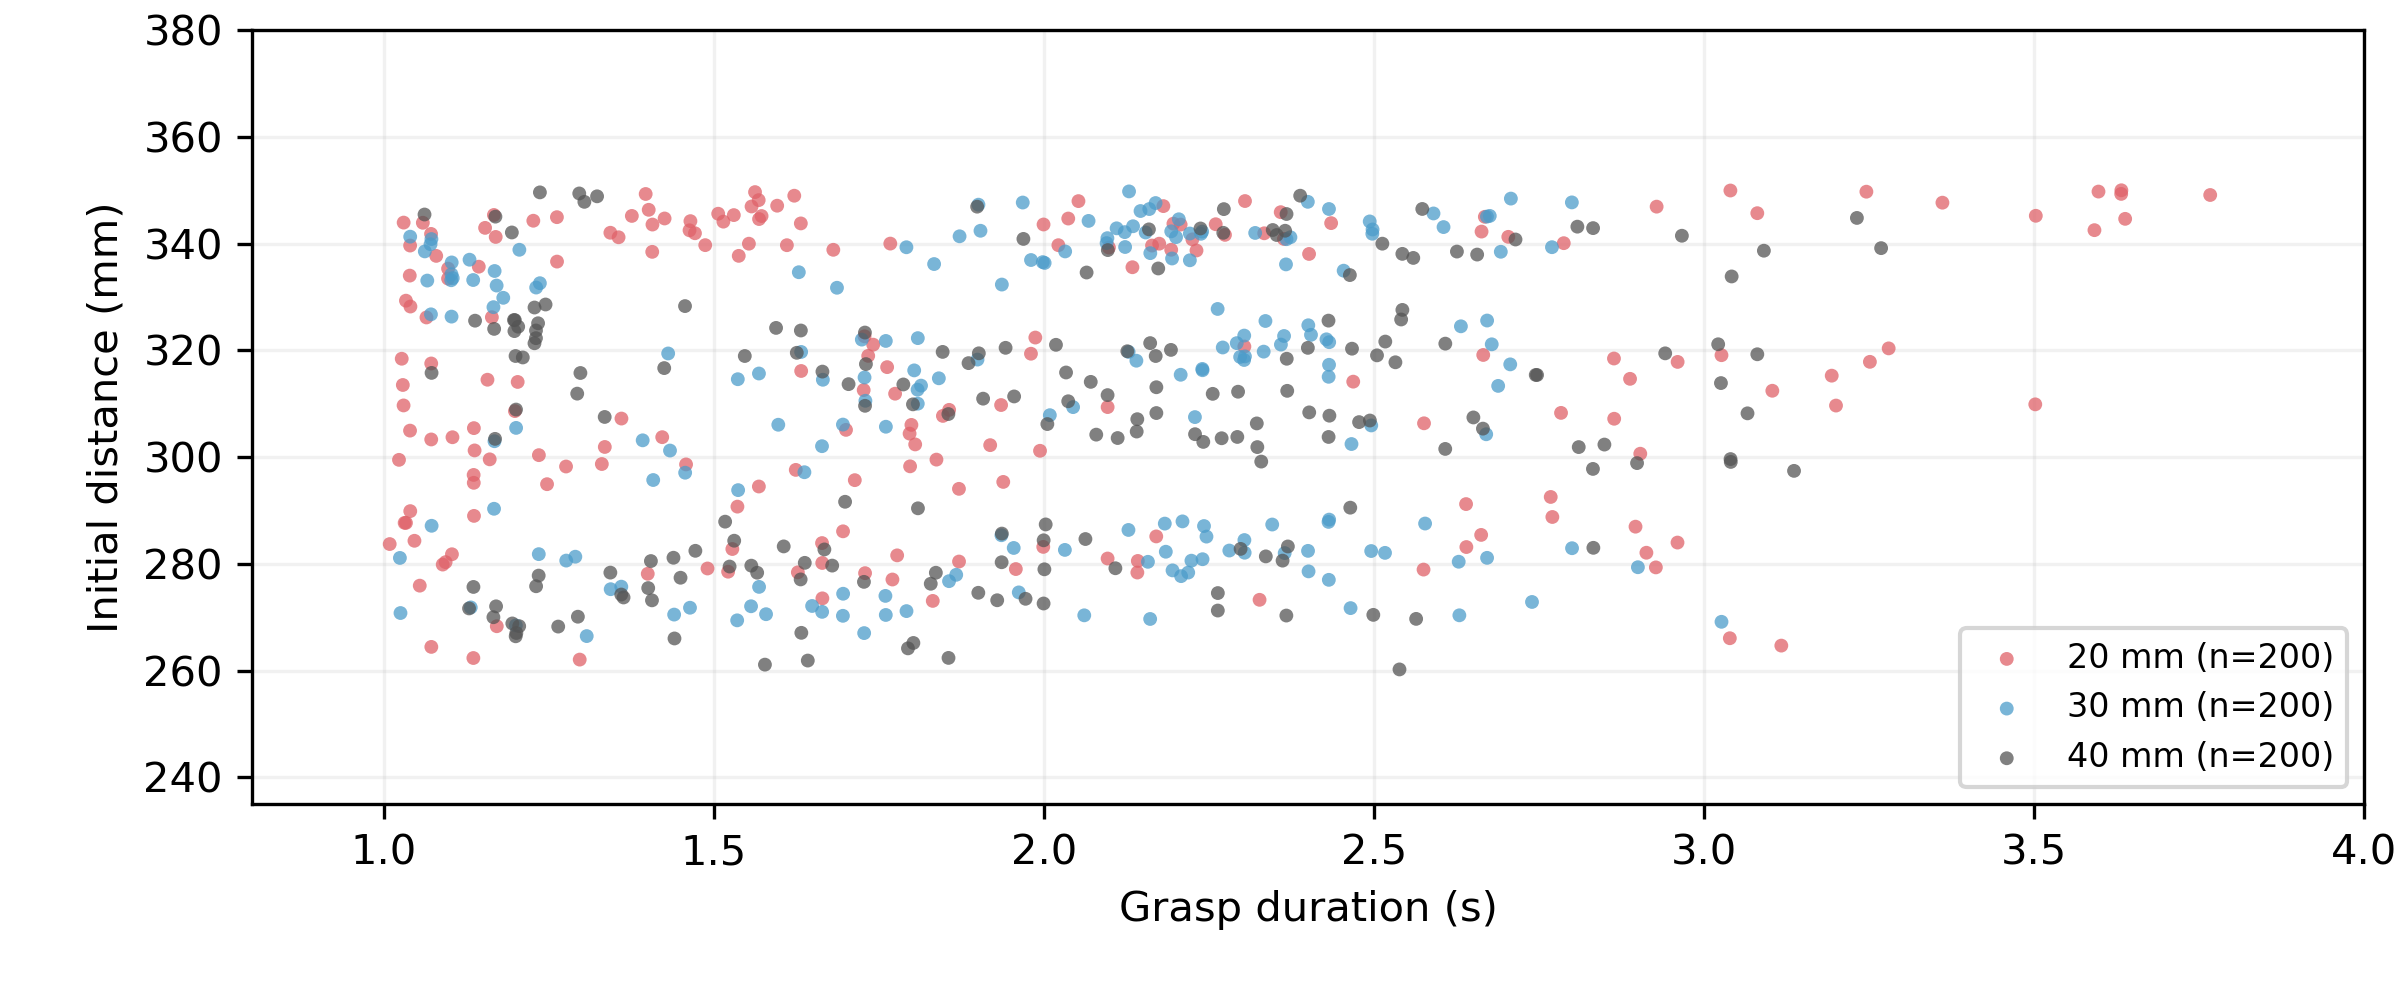 380
360
340
320
300
280
260
240
Initial distance (mm)
1.0 1.5 2.0 2.5 3.0 3.5 4.0
Grasp duration (s)
20 mm (n=200)
30 mm (n=200)
40 mm (n=200)